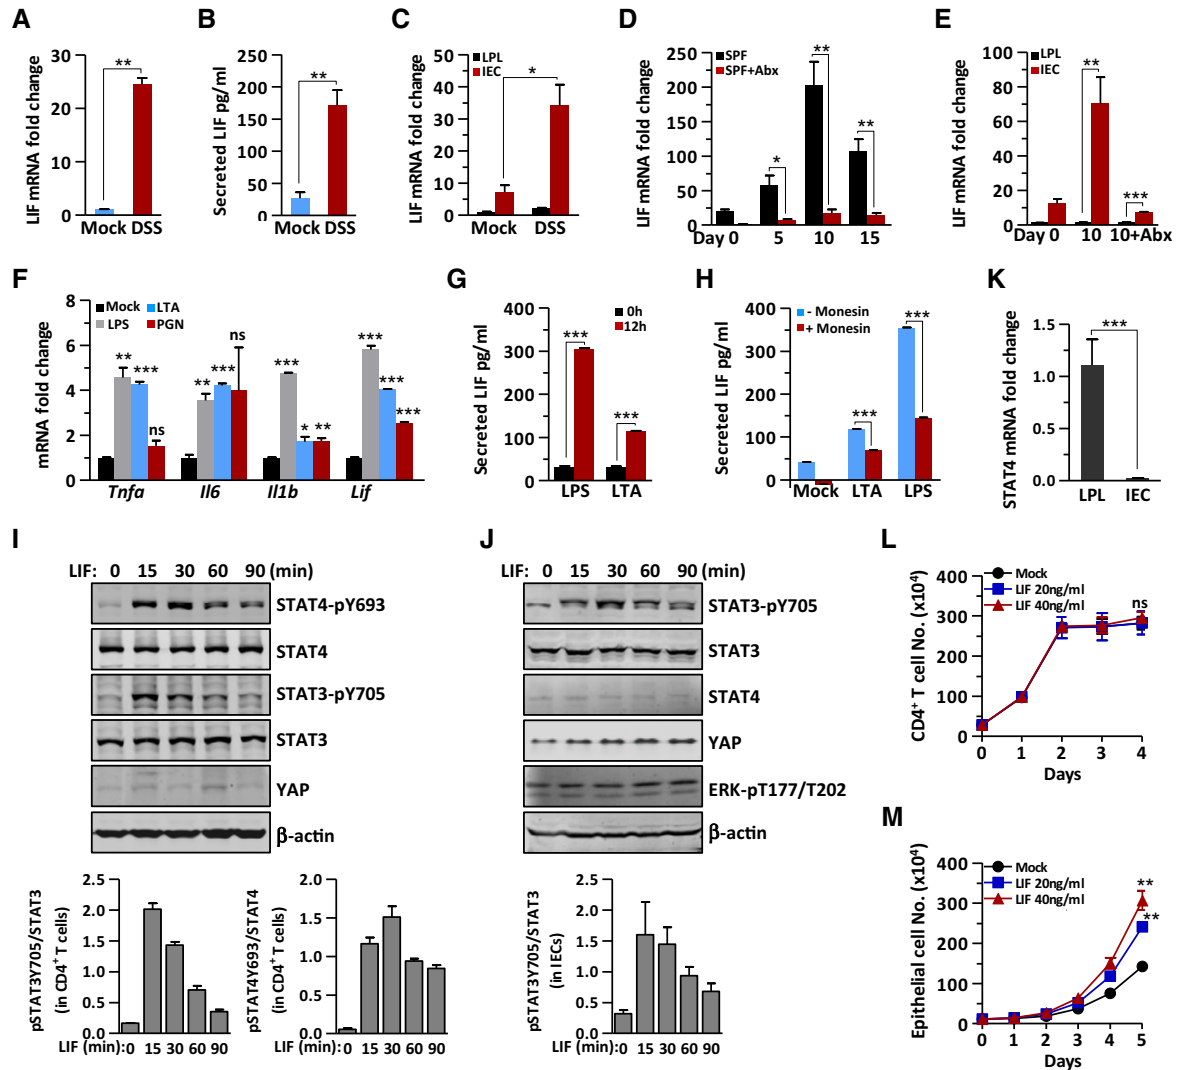 A
LIF mRNA fold change
30
20
10
0
**
Mock DSS
B
Secreted LIF pg/ml
250
200
150
100
50
0
**
Mock DSS
C
LIF mRNA fold change
50
40
30
20
10
0
LPL
IEC
*
Mock DSS
D
LIF mRNA fold change
250
200
150
100
50
0
SPF
SPF+Abx
*
**
**
Day 0 5 10 15
E
LIF mRNA fold change
100
80
60
40
20
0
LPL
IEC
**
***
Day 0 10 10+Abx
F
mRNA fold change
8
6
4
2
0
Mock LTA
LPS PGN
** *** ns
** *** ns
*** * **
*** *** ***
Tnfa Il6 Il1b Lif
G
Secreted LIF pg/ml
400
300
200
100
0
0h
12h
***
***
LPS LTA
H
Secreted LIF pg/ml
400
300
200
100
0
- Monesin
+ Monesin
***
***
Mock LTA LPS
K
STAT4 mRNA fold change
1.5
1.0
0.5
0.0
***
LPL IEC
I
LIF: 0 15 30 60 90 (min)
STAT4-pY693
STAT4
STAT3-pY705
STAT3
YAP
β-actin
pSTAT3Y705/STAT3
(in CD4+ T cells)
2.5
2.0
1.5
1.0
0.5
0.0
LIF (min):0 15 30 60 90
pSTAT4Y693/STAT4
(in CD4+ T cells)
2.0
1.5
1.0
0.5
0.0
0 15 30 60 90
J
LIF: 0 15 30 60 90 (min)
STAT3-pY705
STAT3
STAT4
YAP
ERK-pT177/T202
β-actin
pSTAT3Y705/STAT3
(in IECs)
2.5
2.0
1.5
1.0
0.5
0.0
LIF (min):0 15 30 60 90
L
CD4+ T cell No. (x10⁴)
400
300
200
100
0
Mock
LIF 20ng/ml
LIF 40ng/ml
ns
0 1 2 3 4
Days
M
Epithelial cell No. (x10⁴)
400
300
200
100
0
Mock
LIF 20ng/ml
LIF 40ng/ml
**
**
0 1 2 3 4 5
Days